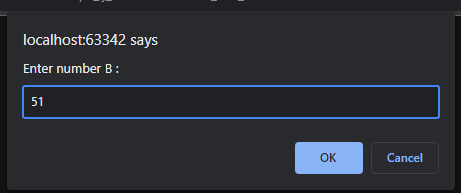 localhost:63342 says
Enter number B :
51
OK
Cancel